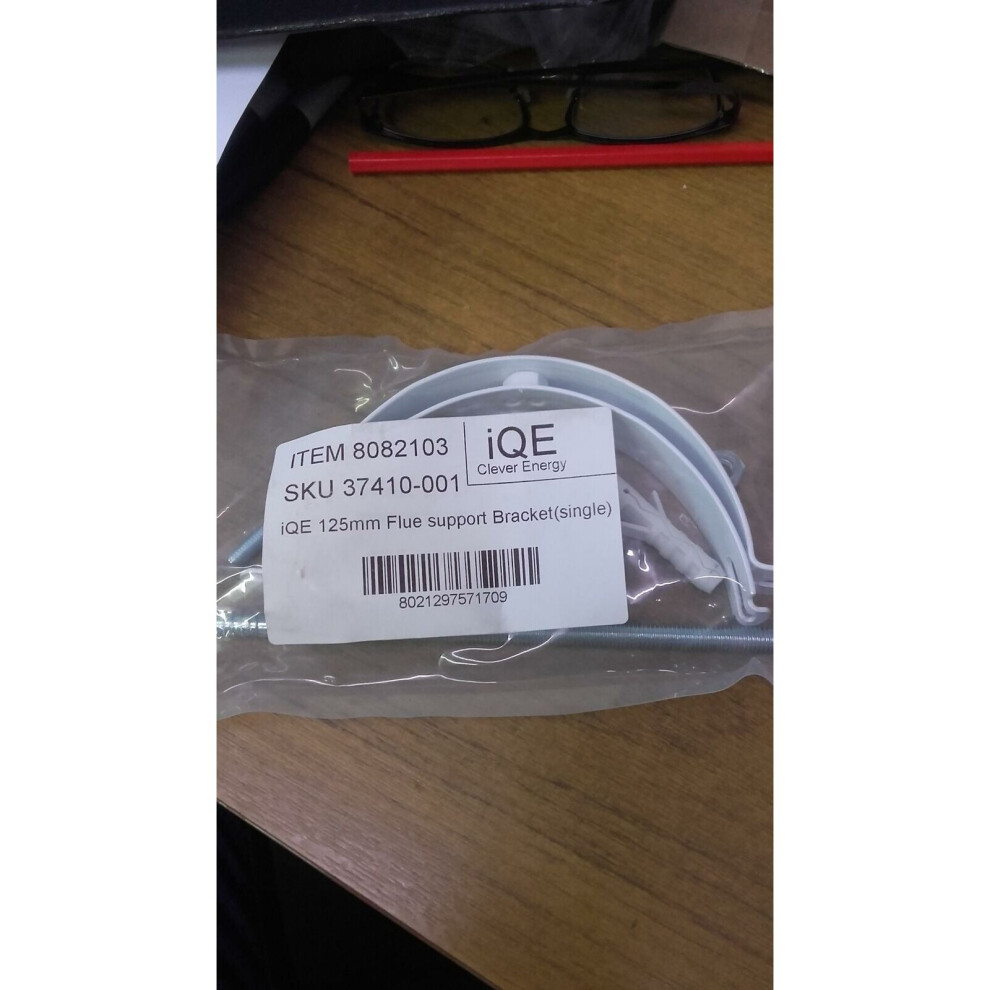 ITEM 8082103
iQE
Clever Energy
SKU 37410-001
iQE 125mm Flue support Bracket(single)
8021297571709